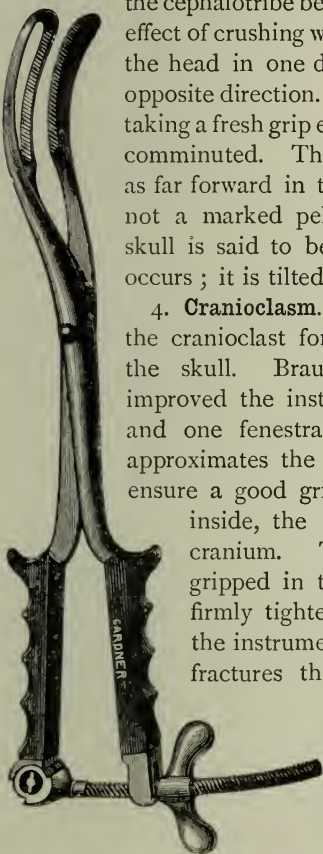 the cephalotribe be
effect of crushing w
the head in one d
opposite direction.
taking a fresh grip e
comminuted. Th
as far forward in t
not a marked pel
skull is said to be
occurs ; it is tilted
4. Cranioclasm.
the cranioclast for
the skull. Brau
improved the inst
and one fenestra
approximates the
ensure a good gri
inside, the
cranium. T
gripped in t
firmly tighte
the instrume
fractures th
GARDNER